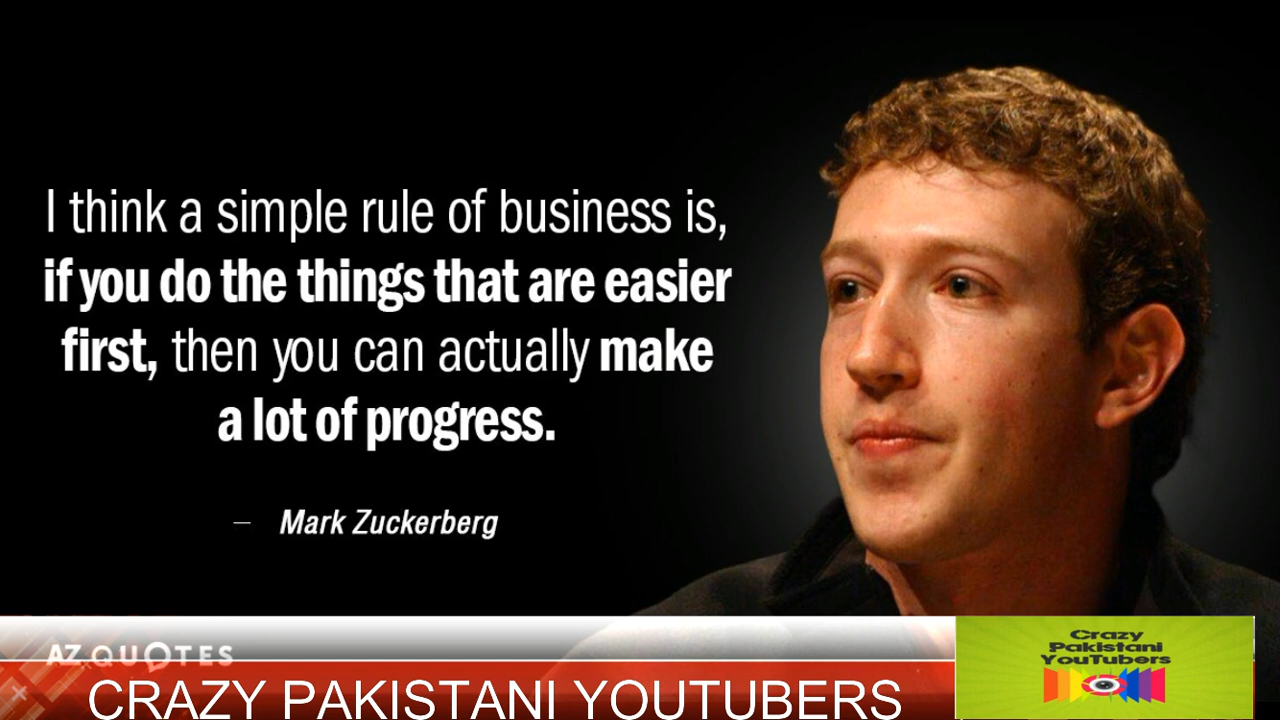 I think a simple rule of business is,
if you do the things that are easier
first, then you can actually make
a lot of progress.
— Mark Zuckerberg
AZ QUOTES
CRAZY PAKISTANI YOUTUBERS
Crazy
Pakistani
YouTubers